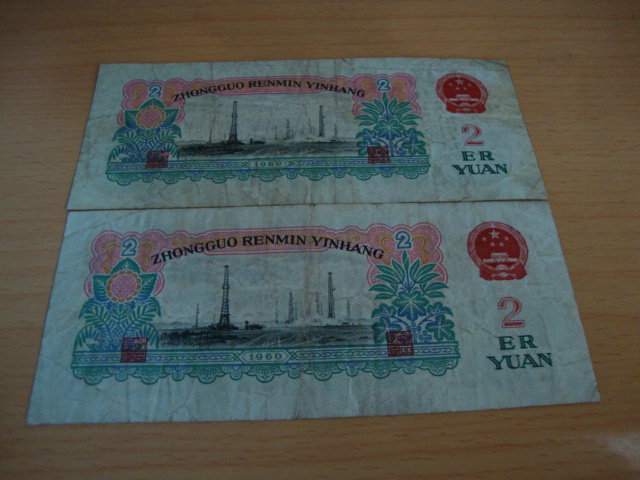 2 2
ZHONGGUO RENMIN YINHANG
1960
2
ER
YUAN
2 2
ZHONGGUO RENMIN YINHANG
1960
2
ER
YUAN